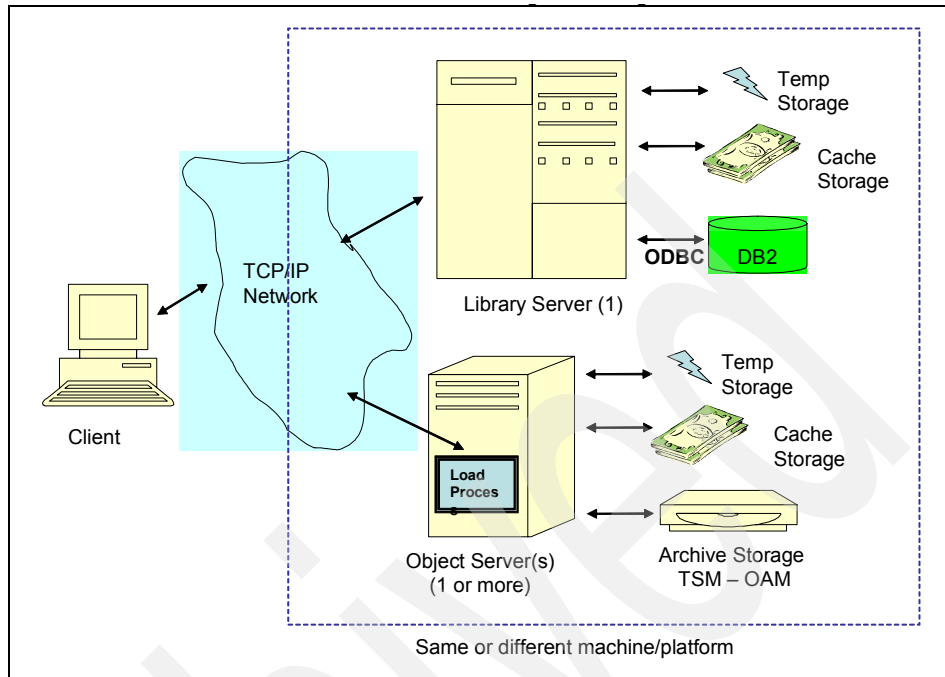 Temp
Storage
Cache
Storage
ODBC
DB2
TCP/IP
Network
Library Server (1)
Client
Temp
Storage
Cache
Storage
Load
Proces
s
Object Server(s)
(1 or more)
Archive Storage
TSM – OAM
Same or different machine/platform